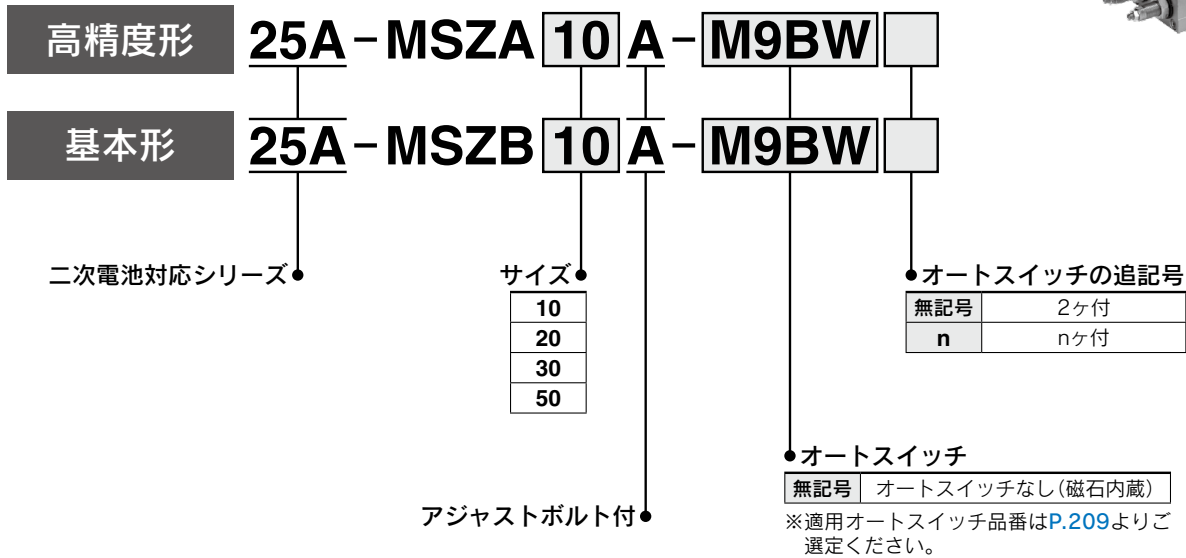 高精度形 25A-MSZA 10 A-M9BW
基本形 25A-MSZB 10 A-M9BW
二次電池対応シリーズ
サイズ
10
20
30
50
オートスイッチの追記号
無記号 2ヶ付
n nヶ付
オートスイッチ
無記号 オートスイッチなし(磁石内蔵)
※適用オートスイッチ品番はP.209よりご
選定ください。
アジャストボルト付